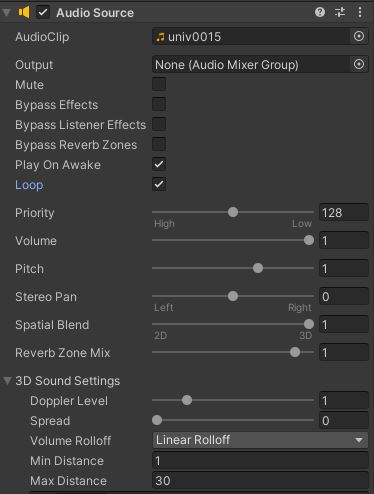 Audio Source
AudioClip univ0015
Output None (Audio Mixer Group)
Mute
Bypass Effects
Bypass Listener Effects
Bypass Reverb Zones
Play On Awake
Loop
Priority 128
High Low
Volume 1
Pitch 1
Stereo Pan 0
Left Right
Spatial Blend 1
2D 3D
Reverb Zone Mix 1
3D Sound Settings
Doppler Level 1
Spread 0
Volume Rolloff Linear Rolloff
Min Distance 1
Max Distance 30